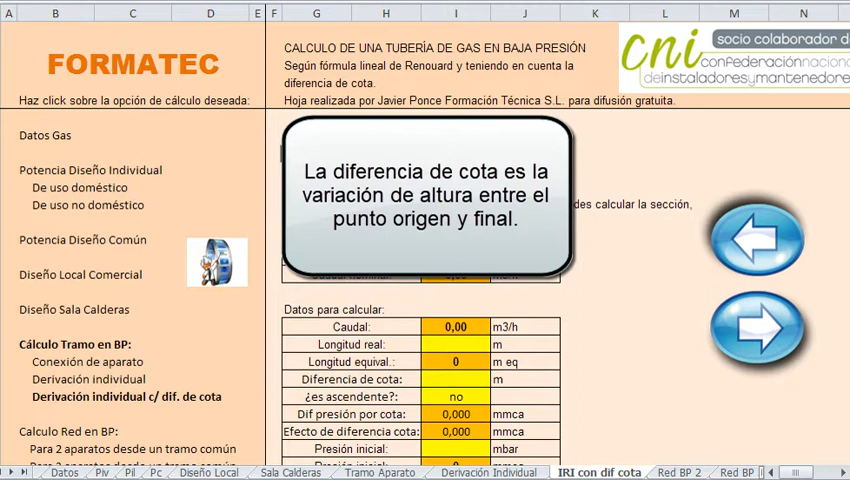 A B C D E F G H I J K L M N
FORMATEC
Haz click sobre la opción de cálculo deseada:
CALCULO DE UNA TUBERÍA DE GAS EN BAJA PRESIÓN
Según fórmula lineal de Renouard y teniendo en cuenta la
diferencia de cota.
Hoja realizada por Javier Ponce Formación Técnica S.L. para difusión gratuita.
cni
socio colaborador d
confederación nacion
de instaladores y mantenedore
Datos Gas
Potencia Diseño Individual
De uso doméstico
De uso no doméstico
Potencia Diseño Común
Diseño Local Comercial
Diseño Sala Calderas
Cálculo Tramo en BP:
Conexión de aparato
Derivación individual
Derivación individual c/ dif. de cota
Calculo Red en BP:
Para 2 aparatos desde un tramo común
La diferencia de cota es la
variación de altura entre el
punto origen y final.
des calcular la sección,
Datos para calcular:
Caudal: 0,00 m3/h
Longitud real: m
Longitud equival.: 0 m eq
Diferencia de cota: m
¿es ascendente?: no
Dif presión por cota: 0,000 mmca
Efecto de diferencia cota: 0,000 mmca
Presión inicial: mbar
Presión inicial: 0 mmca
Datos Piv Pil Pc Diseño Local Sala Calderas Tramo Aparato Derivación Individual IRI con dif cota Red BP 2 Red BP